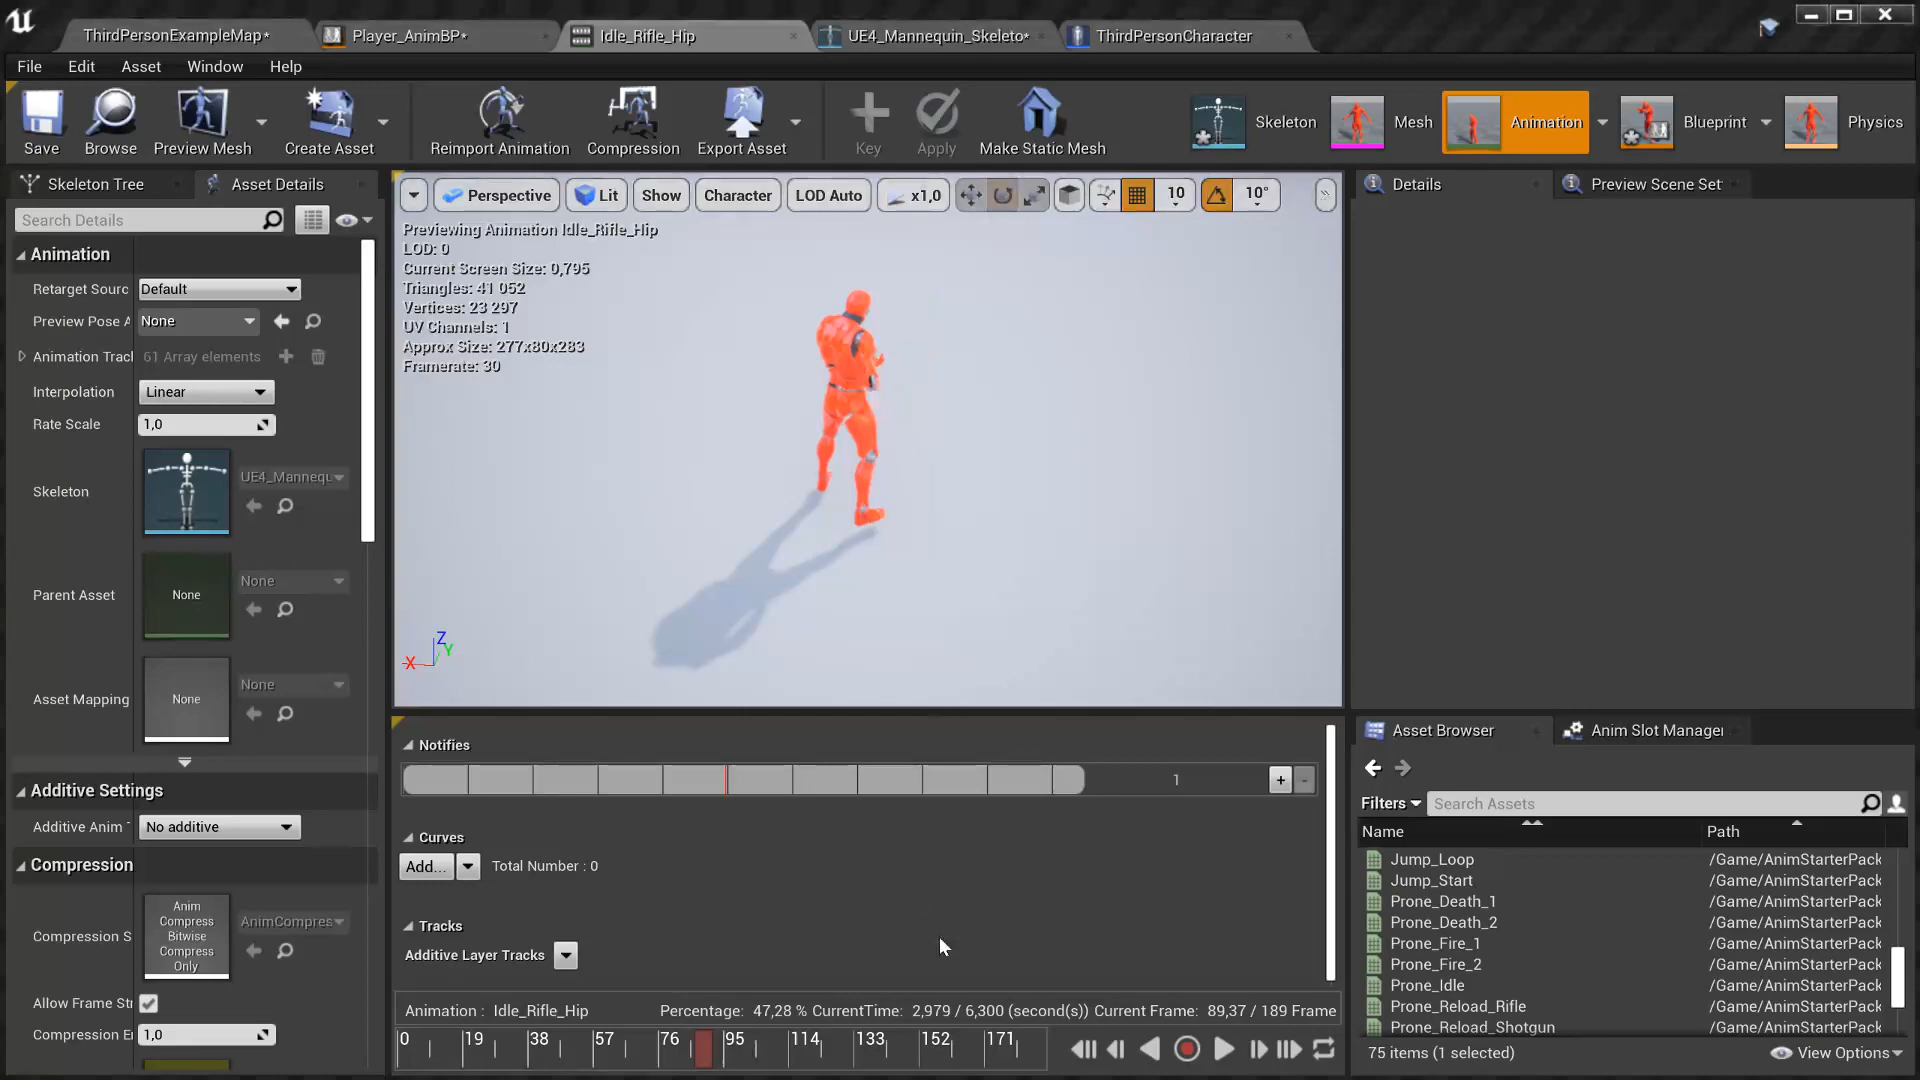 ThirdPersonExampleMap*
Player_AnimBP*
Idle_Rifle_Hip
UE4_Mannequin_Skeleto*
ThirdPersonCharacter
File Edit Asset Window Help
Save Browse Preview Mesh Create Asset Reimport Animation Compression Export Asset Key Apply Make Static Mesh
Skeleton Mesh Animation Blueprint Physics
Skeleton Tree
Asset Details
Search Details
Animation
Retarget Sourc Default
Preview Pose A None
Animation Track 61 Array elements
Interpolation Linear
Rate Scale 1,0
Skeleton UE4_Mannequ
Parent Asset None None
Asset Mapping None None
Additive Settings
Additive Anim No additive
Compression
Anim
Compress
Bitwise
Compress
Only
Compression S AnimCompres
Allow Frame Str
Compression E 1,0
Perspective Lit Show Character LOD Auto x1,0 10 10°
Previewing Animation Idle_Rifle_Hip
LOD: 0
Current Screen Size: 0,795
Triangles: 41 052
Vertices: 23 297
UV Channels: 1
Approx Size: 277x80x283
Framerate: 30
Z
Y
X
Notifies
1
+ -
Curves
Add... Total Number : 0
Tracks
Additive Layer Tracks
Animation : Idle_Rifle_Hip Percentage: 47,28 % CurrentTime: 2,979 / 6,300 (second(s)) Current Frame: 89,37 / 189 Frame
0 19 38 57 76 95 114 133 152 171
Details
Preview Scene Set
Asset Browser
Anim Slot Manager
Filters Search Assets
Name Path
Jump_Loop /Game/AnimStarterPack
Jump_Start /Game/AnimStarterPack
Prone_Death_1 /Game/AnimStarterPack
Prone_Death_2 /Game/AnimStarterPack
Prone_Fire_1 /Game/AnimStarterPack
Prone_Fire_2 /Game/AnimStarterPack
Prone_Idle /Game/AnimStarterPack
Prone_Reload_Rifle /Game/AnimStarterPack
Prone_Reload_Shotgun /Game/AnimStarterPack
75 items (1 selected) View Options